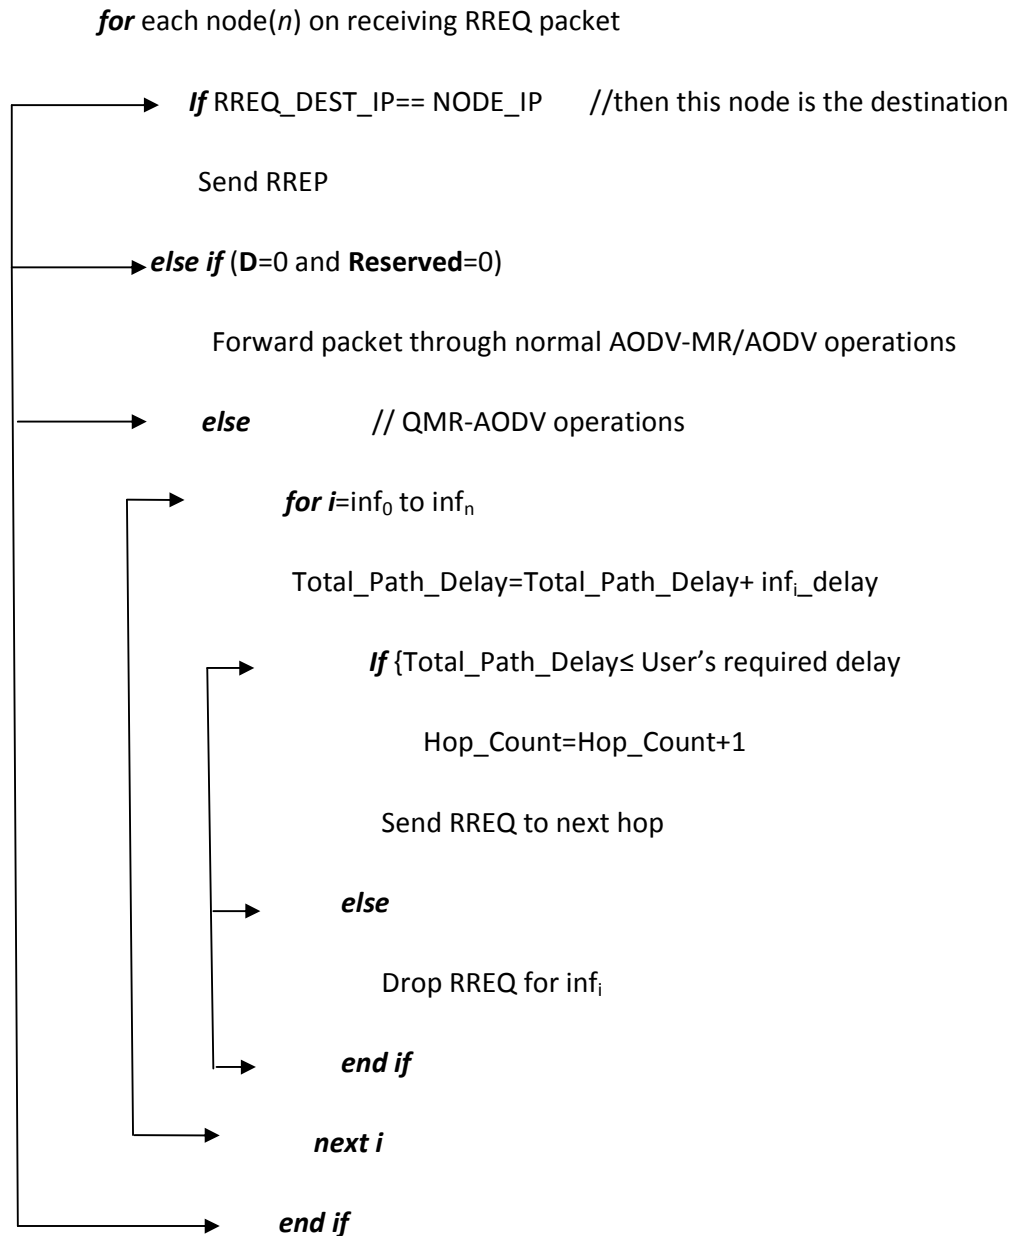 for each node(n) on receiving RREQ packet
If RREQ_DEST_IP== NODE_IP //then this node is the destination
Send RREP
else if (D=0 and Reserved=0)
Forward packet through normal AODV-MR/AODV operations
else // QMR-AODV operations
for i=inf₀ to infₙ
Total_Path_Delay=Total_Path_Delay+ infᵢ_delay
If {Total_Path_Delay≤ User’s required delay
Hop_Count=Hop_Count+1
Send RREQ to next hop
else
Drop RREQ for infᵢ
end if
next i
end if